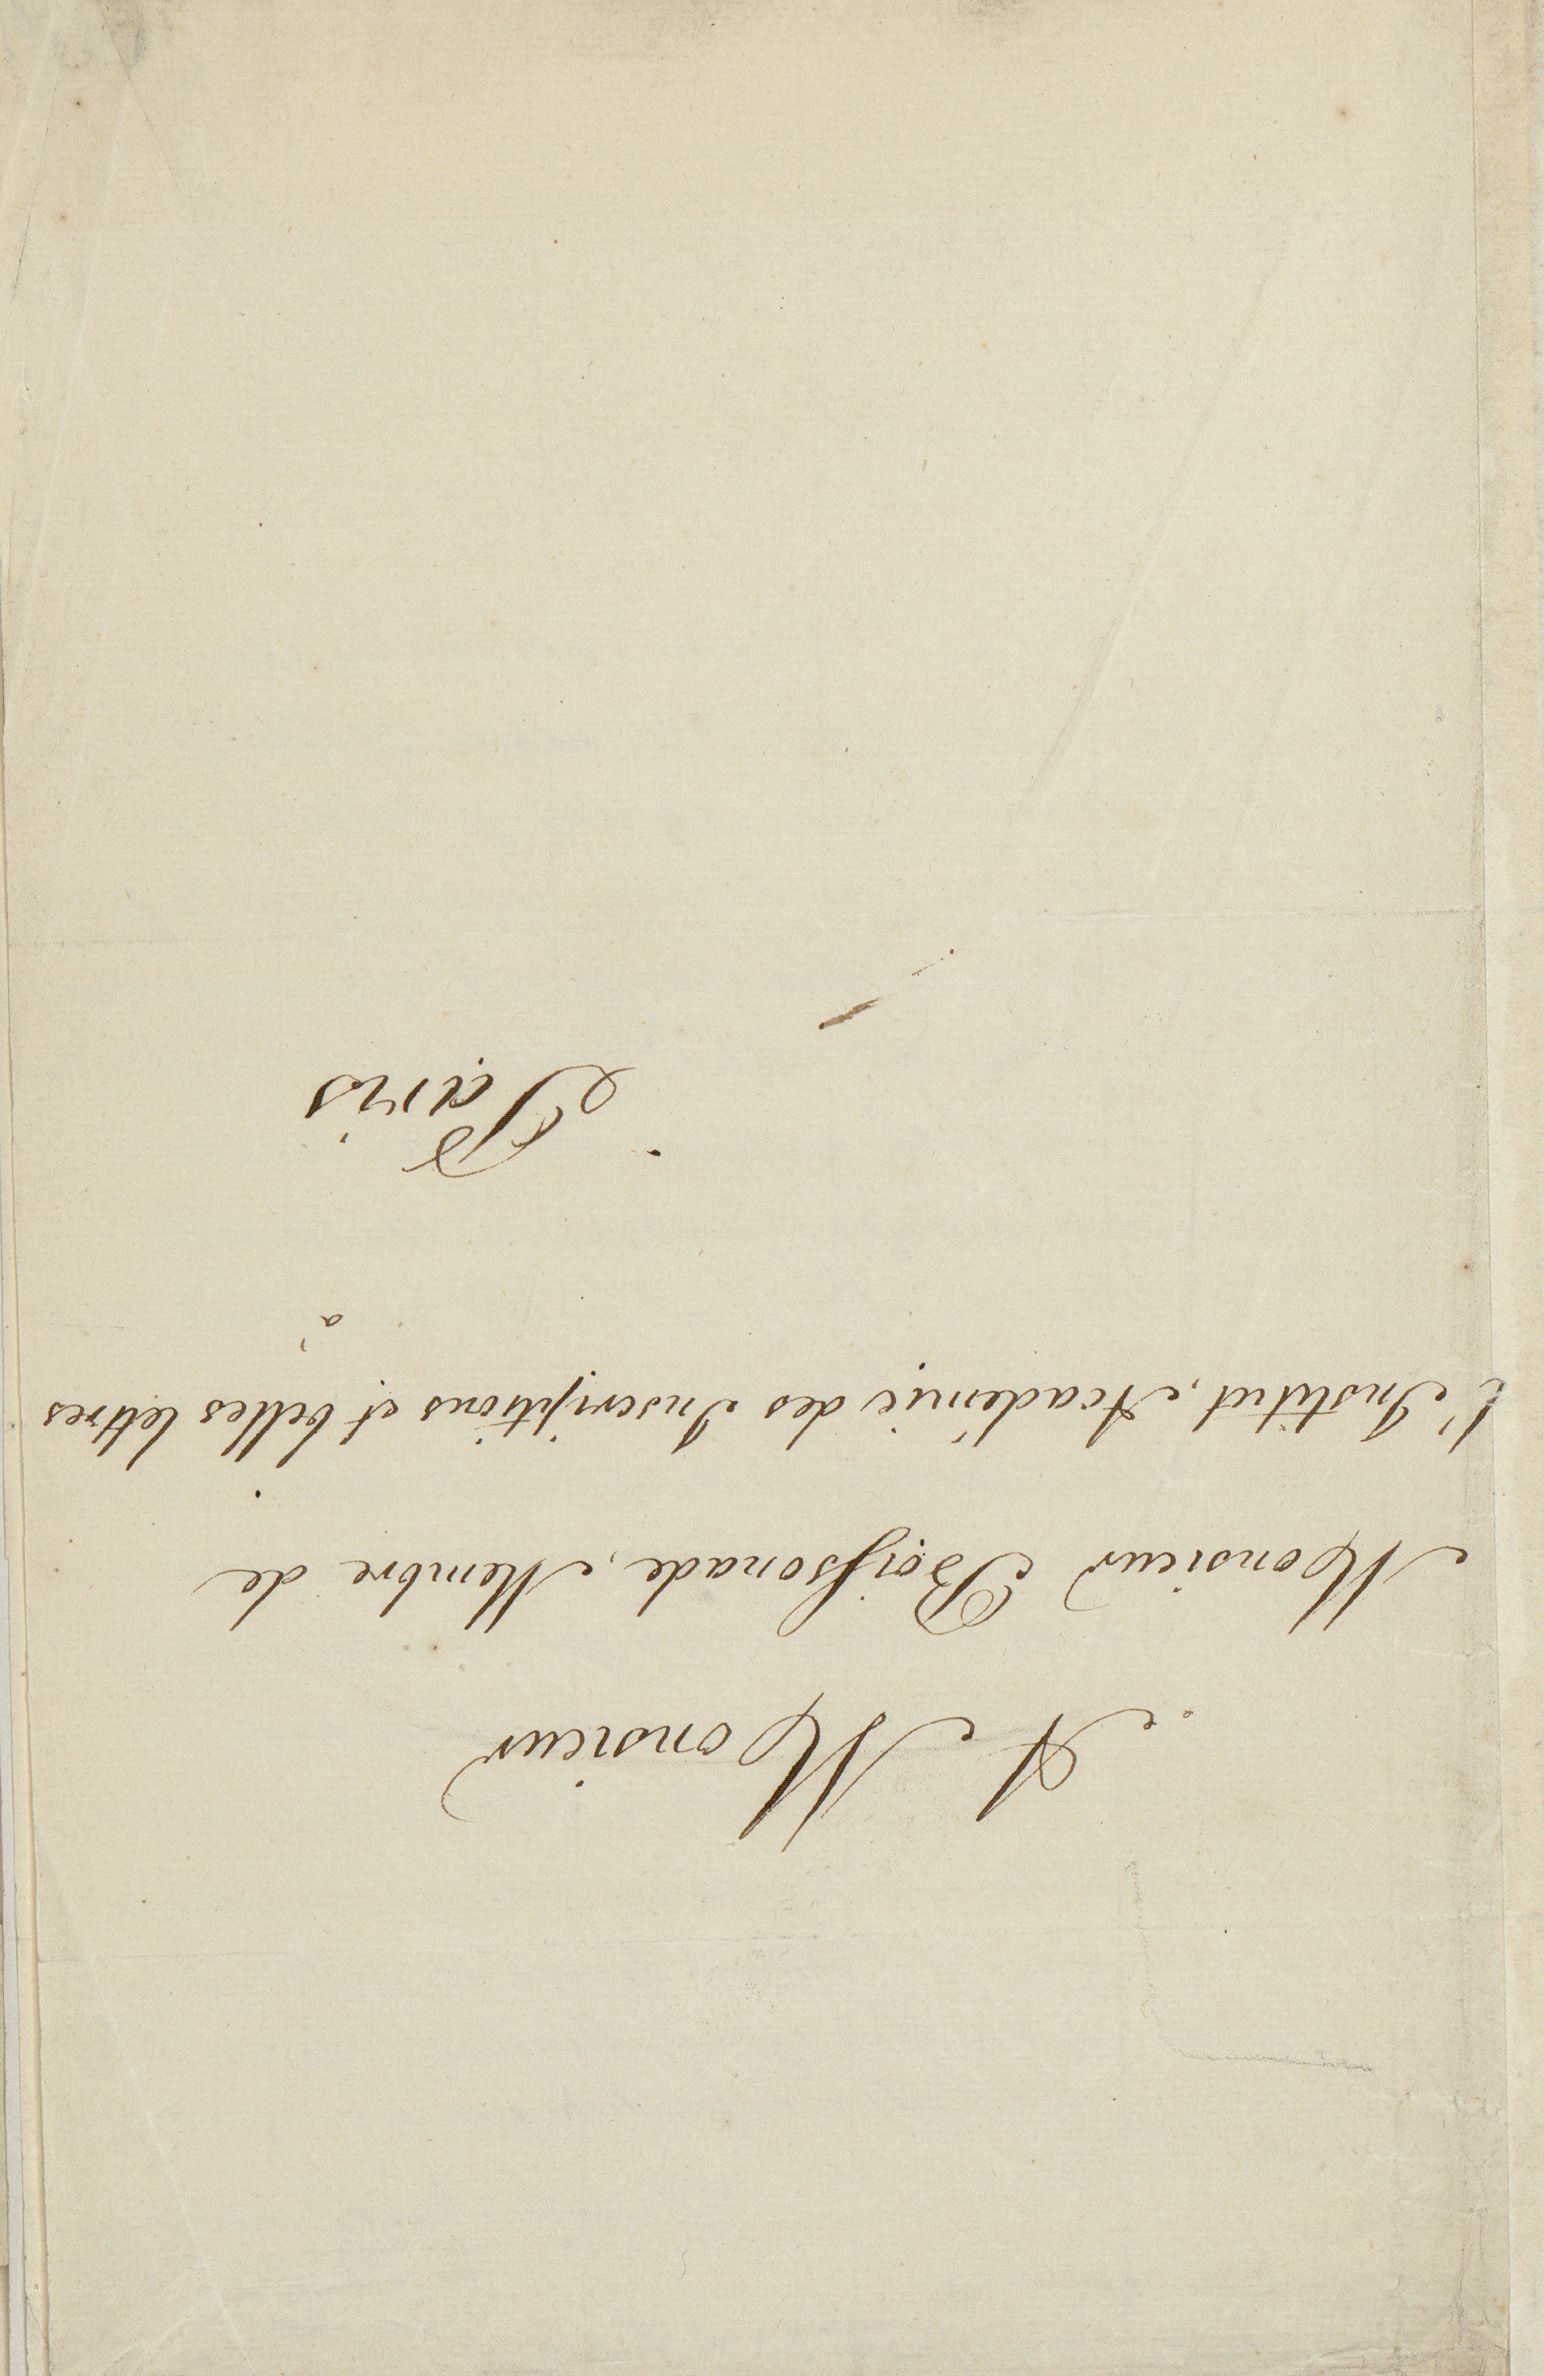 A Monsieur
Monsieur Boissonade, Membre de
l'Institut, Académie des Inscriptions et belles lettres
à
Paris